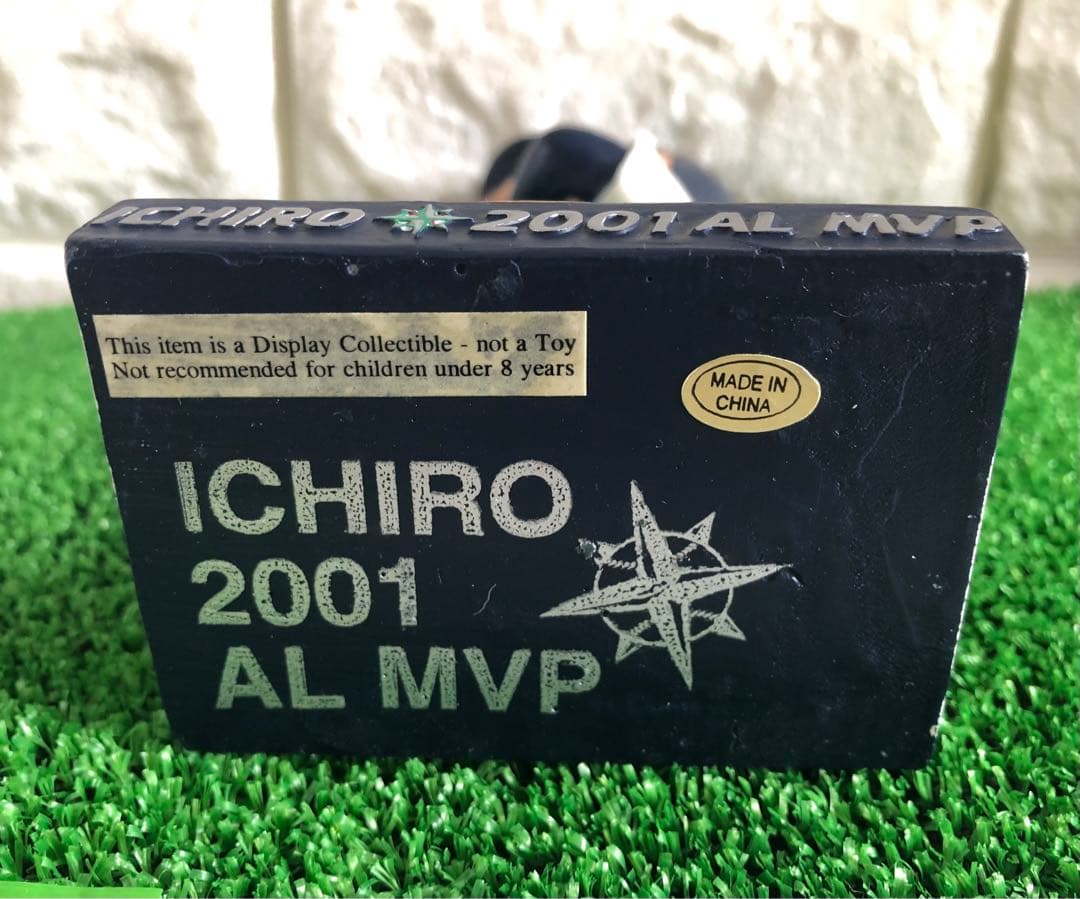 ICHIRO 2001 AL MVP
This item is a Display Collectible - not a Toy
Not recommended for children under 8 years
MADE IN
CHINA
ICHIRO
2001
AL MVP